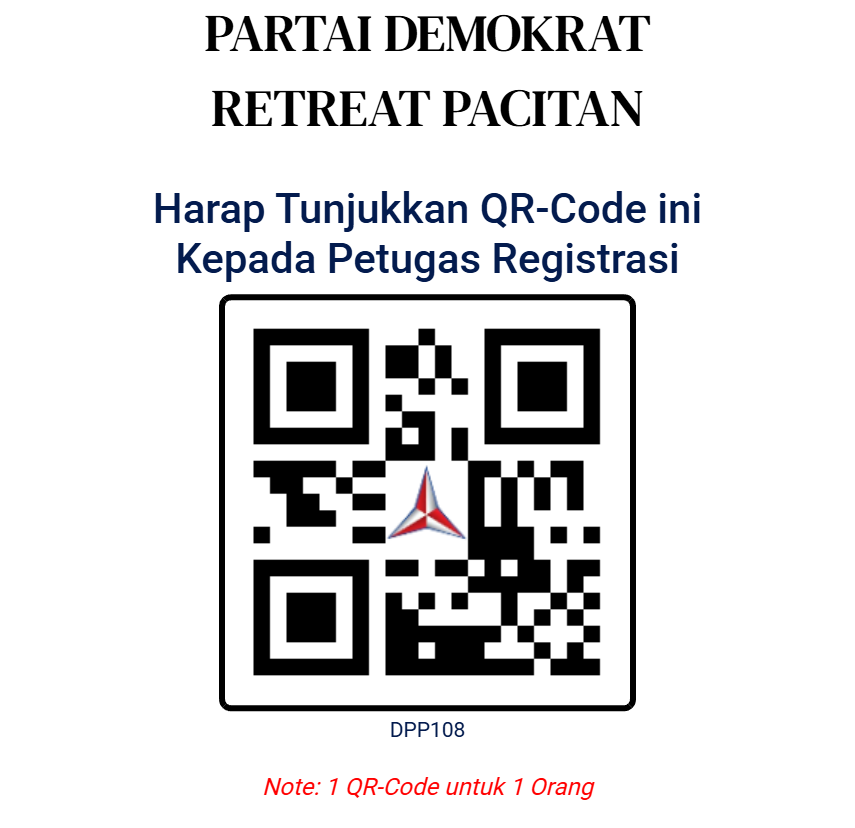 PARTAI DEMOKRAT
RETREAT PACITAN
Harap Tunjukkan QR-Code ini
Kepada Petugas Registrasi
DPP108
Note: 1 QR-Code untuk 1 Orang